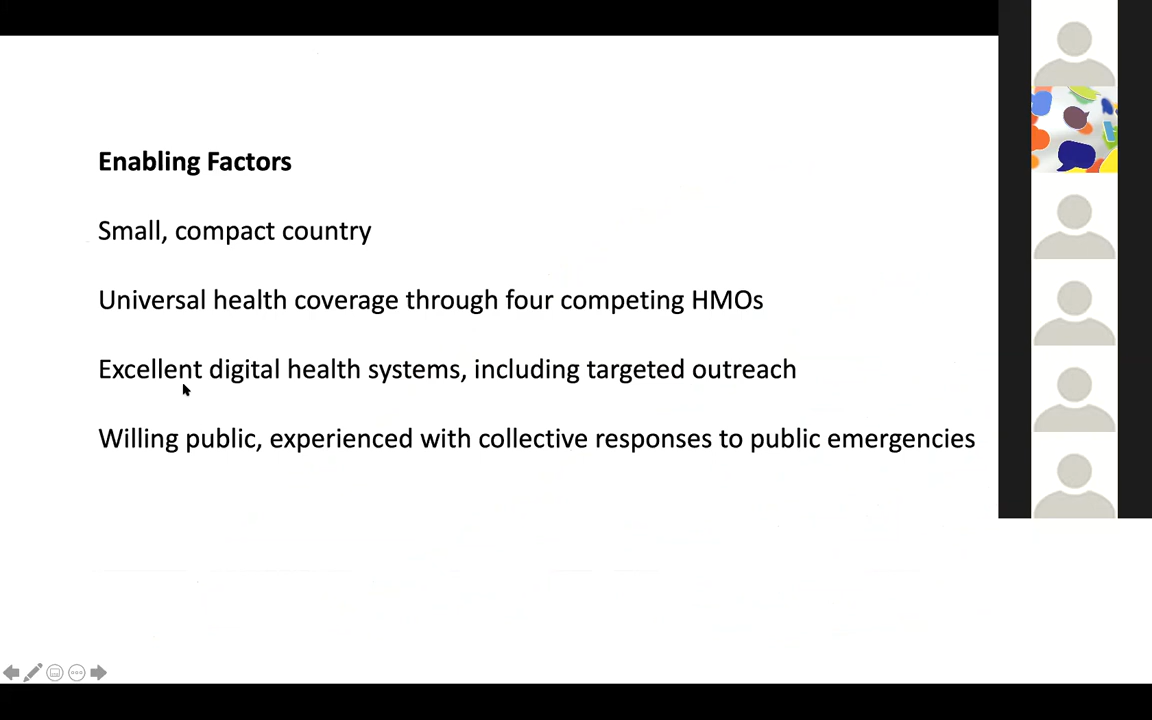 Enabling Factors
Small, compact country
Universal health coverage through four competing HMOs
Excellent digital health systems, including targeted outreach
Willing public, experienced with collective responses to public emergencies